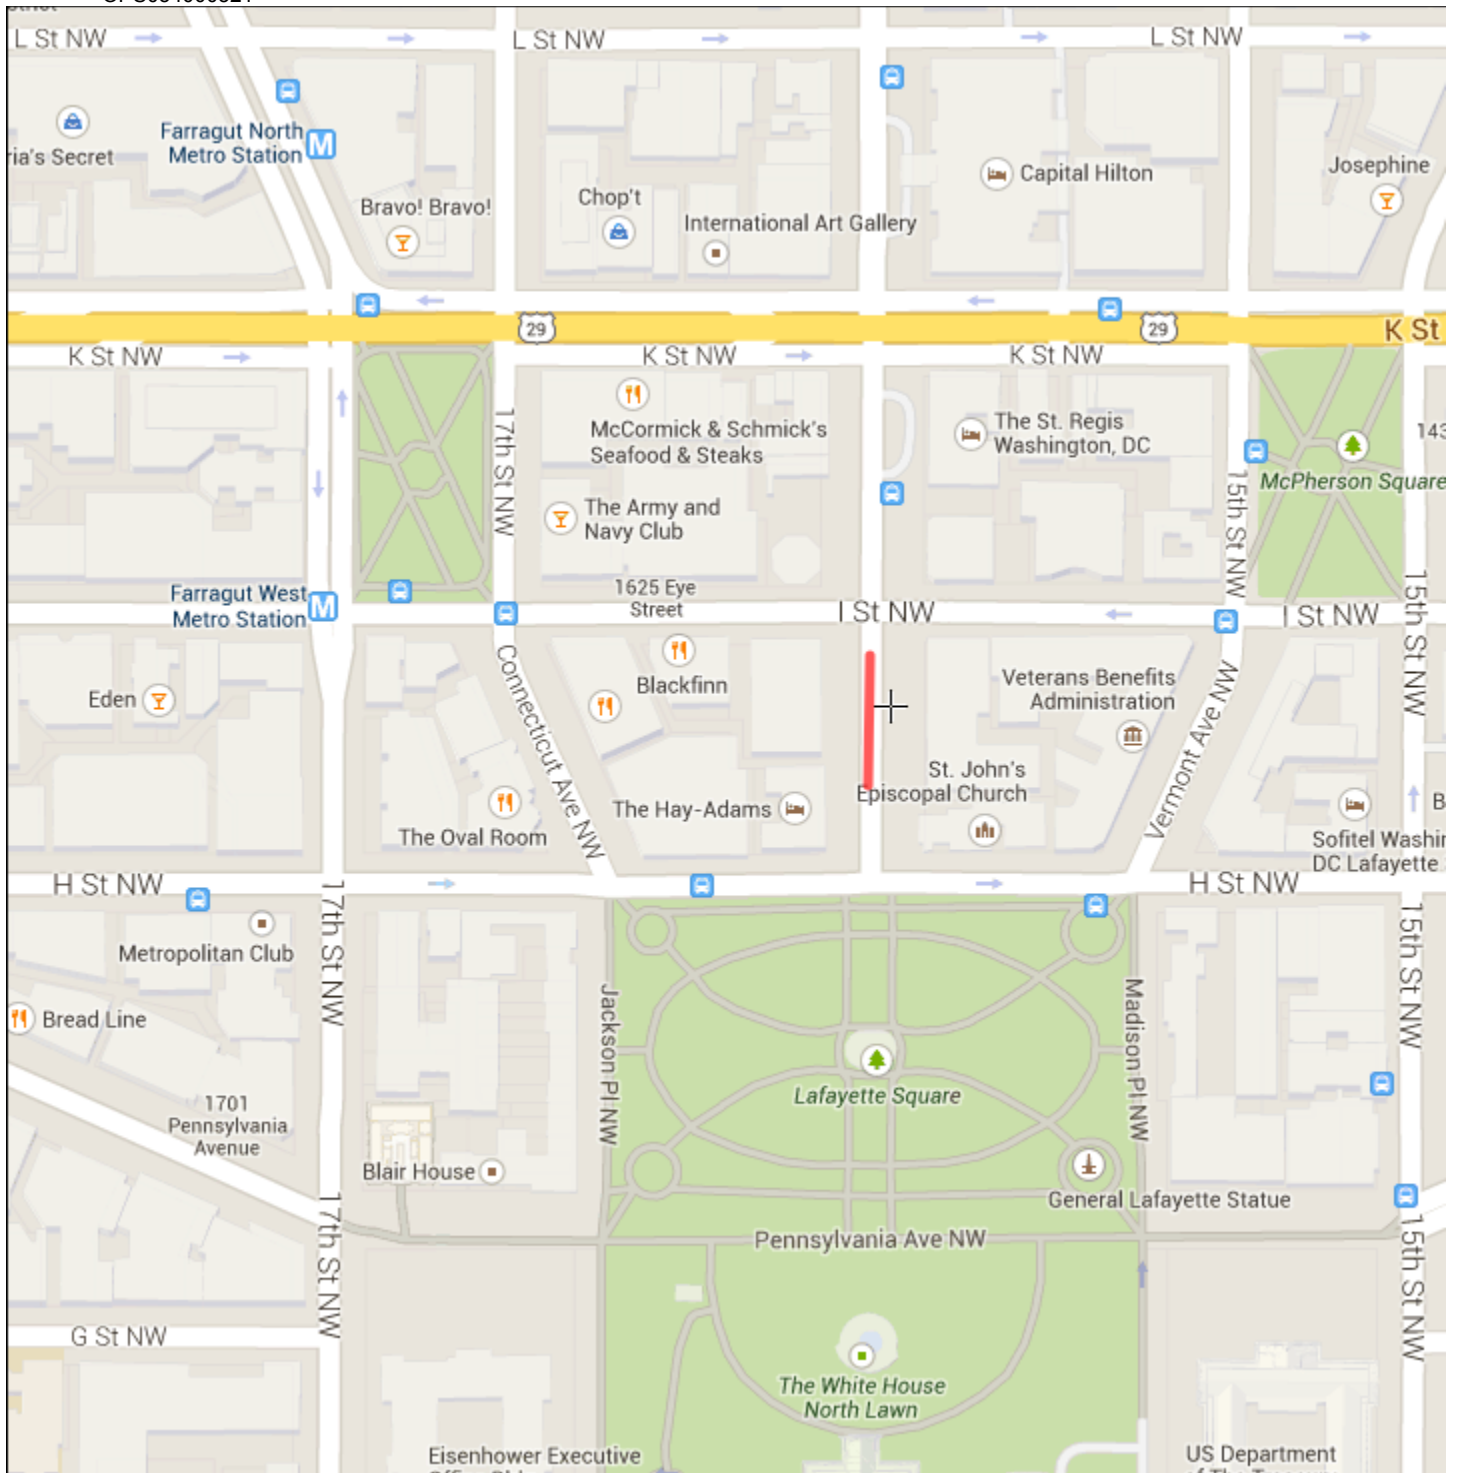 L St NW
L St NW
L St NW
Farragut North
Metro Station
M
ria's Secret
Bravo! Bravo!
Chop't
International Art Gallery
Capital Hilton
Josephine
29
29
K St
K St NW
K St NW
K St NW
17th St NW
McCormick & Schmick's
Seafood & Steaks
The Army and
Navy Club
The St. Regis
Washington, DC
15th St NW
143
McPherson Square
Farragut West
Metro Station
M
1625 Eye
Street
I St NW
I St NW
15th St NW
Eden
Connecticut Ave NW
Blackfinn
Veterans Benefits
Administration
Vermont Ave NW
The Oval Room
The Hay-Adams
St. John's
Episcopal Church
B
Sofitel Washi
DC Lafayette
H St NW
H St NW
17th St NW
15th St NW
Metropolitan Club
Bread Line
Jackson Pl NW
Madison Pl NW
Lafayette Square
1701
Pennsylvania
Avenue
Blair House
General Lafayette Statue
17th St NW
Pennsylvania Ave NW
15th St NW
G St NW
The White House
North Lawn
Eisenhower Executive
US Department